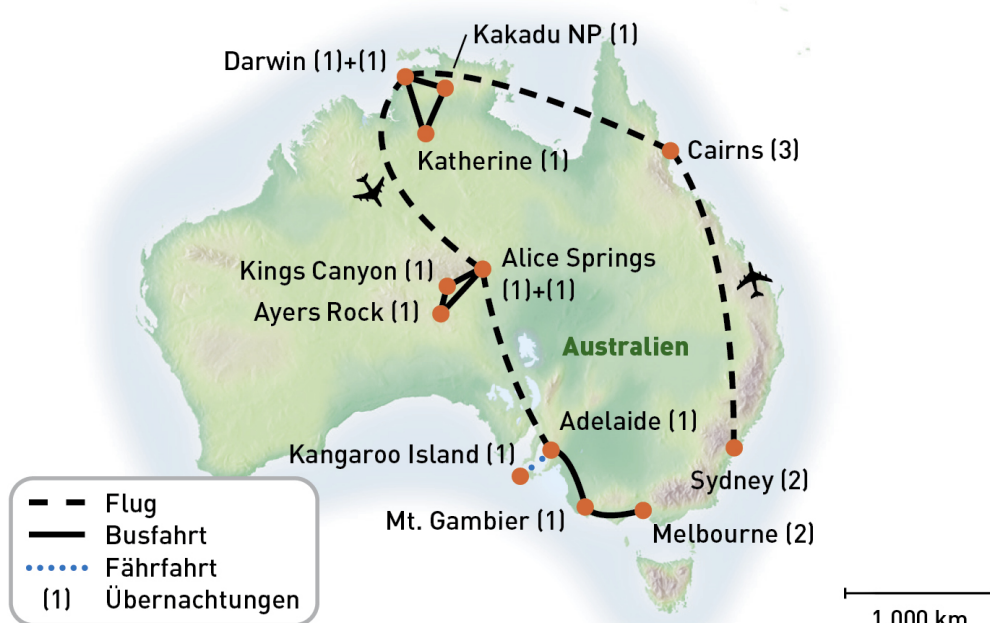 Kakadu NP (1)
Darwin (1)+(1)
Katherine (1)
Cairns (3)
Kings Canyon (1)
Alice Springs
(1)+(1)
Ayers Rock (1)
Australien
Adelaide (1)
Kangaroo Island (1)
Sydney (2)
Mt. Gambier (1)
Melbourne (2)
Flug
Busfahrt
Fährfahrt
(1) Übernachtungen
1.000 km